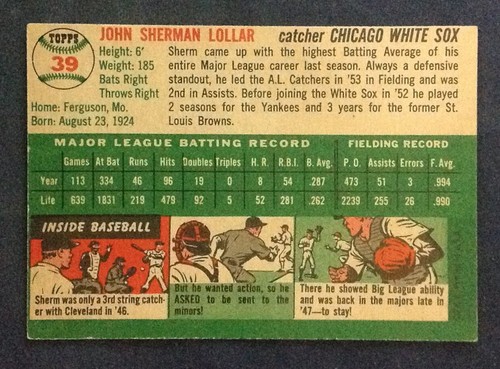 TOPPS
39
JOHN SHERMAN LOLLAR catcher CHICAGO WHITE SOX
Height: 6'
Weight: 185
Bats Right
Throws Right
Home: Ferguson, Mo.
Born: August 23, 1924
Sherm came up with the highest Batting Average of his
entire Major League career last season. Always a defensive
standout, he led the A.L. Catchers in '53 in Fielding and was
2nd in Assists. Before joining the White Sox in '52 he played
2 seasons for the Yankees and 3 years for the former St.
Louis Browns.
MAJOR LEAGUE BATTING RECORD FIELDING RECORD
Games At Bat Runs Hits Doubles Triples H. R. R.B.I. B. Avg. P. O. Assists Errors F. Avg.
Year 113 334 46 96 19 0 8 54 .287 473 51 3 .994
Life 639 1831 219 479 92 5 52 281 .262 2239 255 26 .990
INSIDE BASEBALL
Sherm was only a 3rd string catch-
er with Cleveland in '46.
But he wanted action, so he
ASKED to be sent to the
minors!
There he showed Big League ability
and was back in the majors late in
'47—to stay!